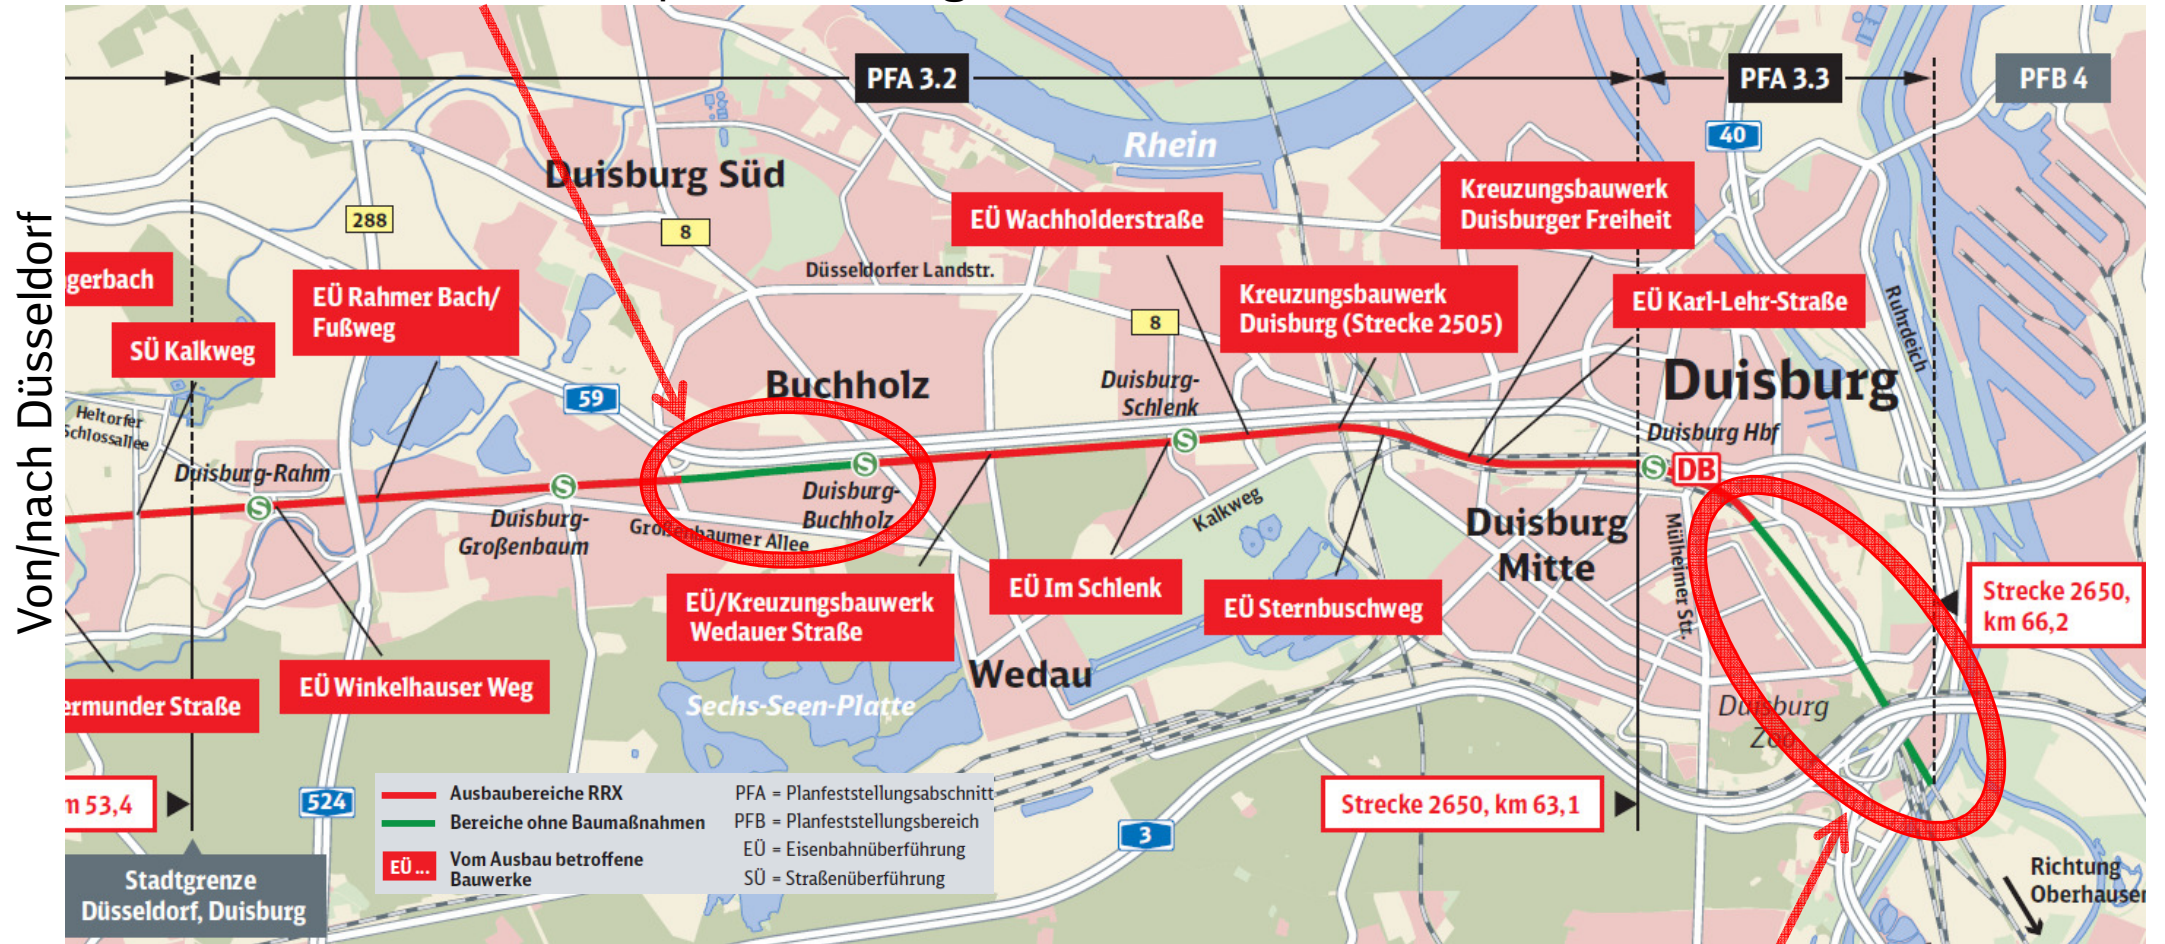 Von/nach Düsseldorf
PFA 3.2
PFA 3.3
PFB 4
40
Rhein
Duisburg Süd
288
8
EÜ Wachholderstraße
Kreuzungsbauwerk
Duisburger Freiheit
gerbach
EÜ Rahmer Bach/
Fußweg
Düsseldorfer Landstr.
Kreuzungsbauwerk
Duisburg (Strecke 2505)
EÜ Karl-Lehr-Straße
Ruhrdeich
SÜ Kalkweg
8
59
Buchholz
Duisburg-
Schlenk
Duisburg
Heltorfer
Schlossallee
Duisburg Hbf
Duisburg-Rahm
S
S
S
S
S
DB
Duisburg-
Großenbaum
Duisburg-
Buchholz
Großenbaumer Allee
Kalkweg
Duisburg
Mitte
Mülheimer Str.
EÜ/Kreuzungsbauwerk
Wedauer Straße
EÜ Im Schlenk
EÜ Sternbuschweg
Strecke 2650,
km 66,2
EÜ Winkelhauser Weg
ermunder Straße
Sechs-Seen-Platte
Wedau
Duisburg
Zoo
m 53,4
524
3
Strecke 2650, km 63,1
Ausbaubereiche RRX
Bereiche ohne Baumaßnahmen
EÜ ...
Vom Ausbau betroffene
Bauwerke
PFA = Planfeststellungsabschnitt
PFB = Planfeststellungsbereich
EÜ = Eisenbahnüberführung
SÜ = Straßenüberführung
Stadtgrenze
Düsseldorf, Duisburg
Richtung
Oberhausen